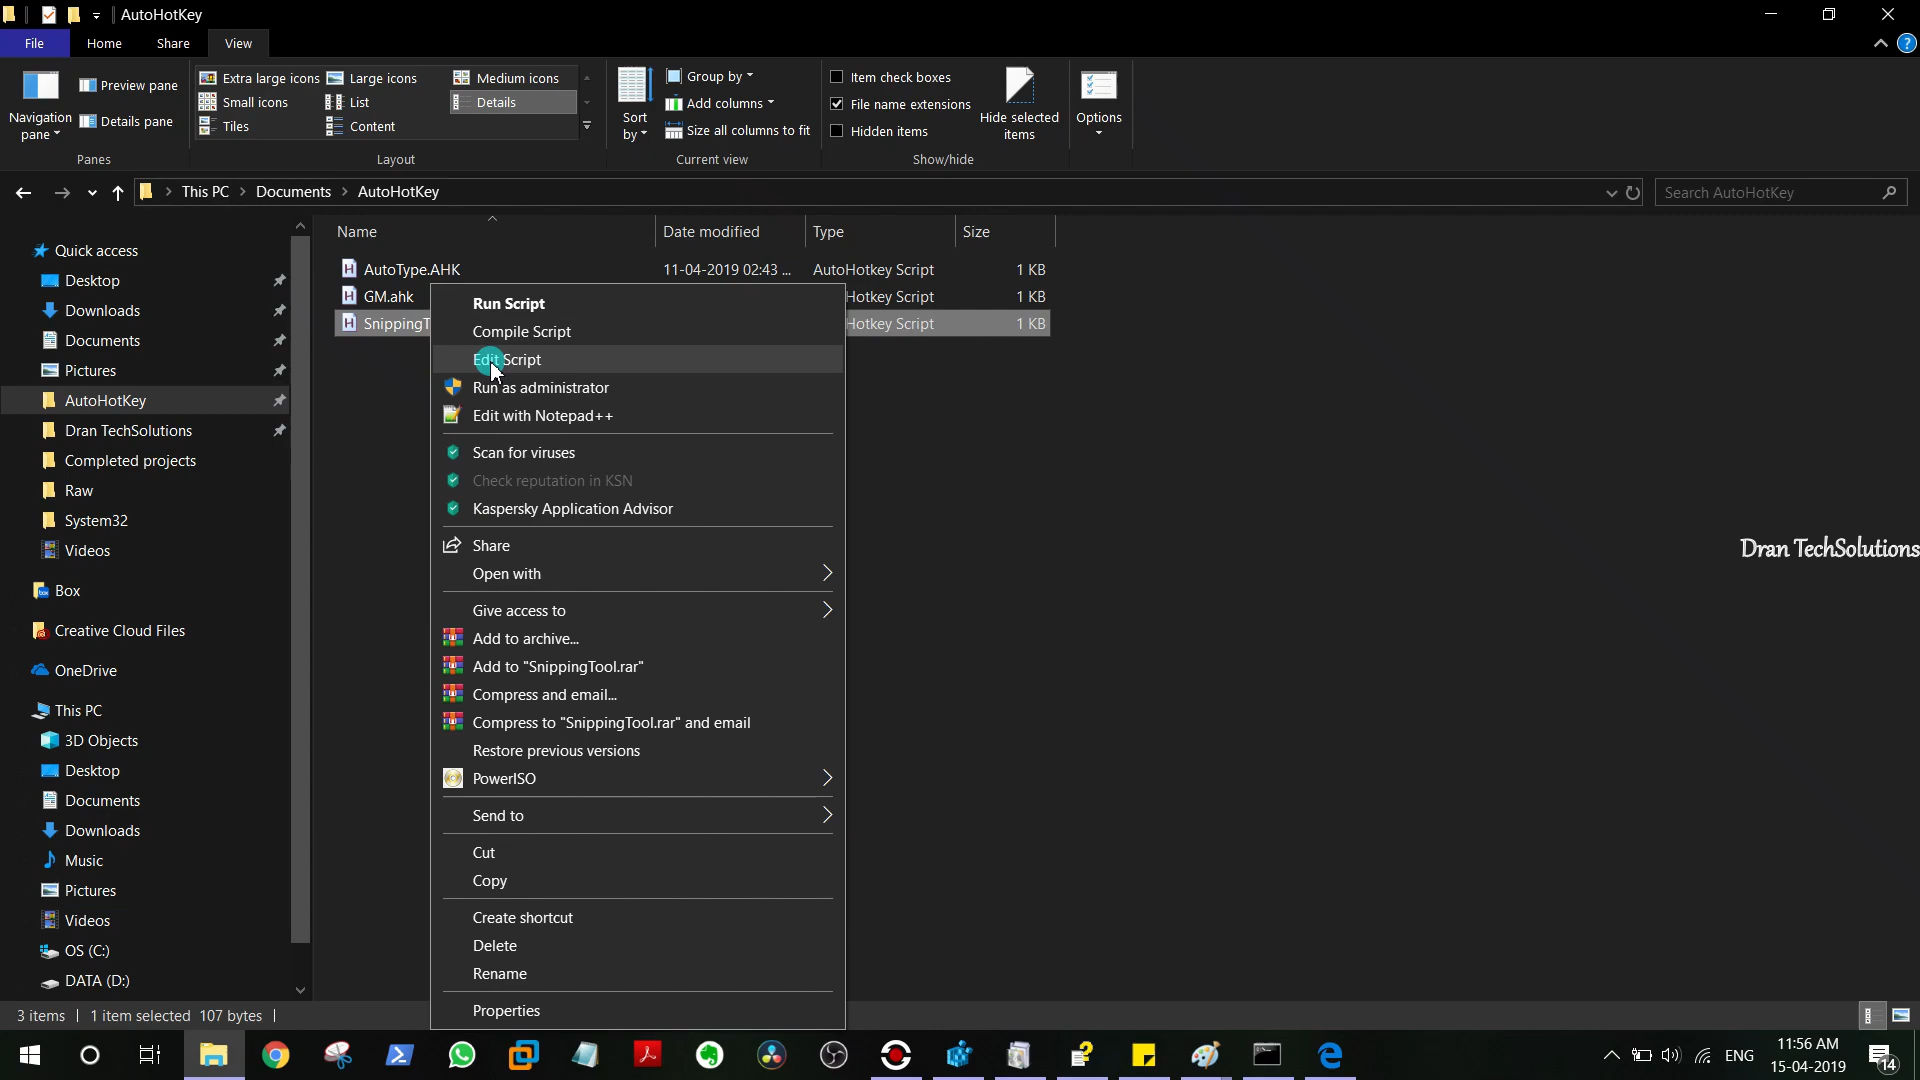 AutoHotKey
File Home Share View
Navigation pane
Preview pane
Details pane
Panes
Extra large icons Large icons Medium icons
Small icons List Details
Tiles Content
Layout
Sort by
Group by
Add columns
Size all columns to fit
Current view
Item check boxes
File name extensions
Hidden items
Hide selected items
Show/hide
Options
This PC > Documents > AutoHotKey
Search AutoHotKey
Quick access
Desktop
Downloads
Documents
Pictures
AutoHotKey
Dran TechSolutions
Completed projects
Raw
System32
Videos
Box
Creative Cloud Files
OneDrive
This PC
3D Objects
Desktop
Documents
Downloads
Music
Pictures
Videos
OS (C:)
DATA (D:)
Name Date modified Type Size
AutoType.AHK 11-04-2019 02:43 ... AutoHotkey Script 1 KB
GM.ahk Hotkey Script 1 KB
SnippingT Hotkey Script 1 KB
Run Script
Compile Script
Edit Script
Run as administrator
Edit with Notepad++
Scan for viruses
Check reputation in KSN
Kaspersky Application Advisor
Share
Open with
Give access to
Add to archive...
Add to "SnippingTool.rar"
Compress and email...
Compress to "SnippingTool.rar" and email
Restore previous versions
PowerISO
Send to
Cut
Copy
Create shortcut
Delete
Rename
Properties
Dran TechSolutions
3 items 1 item selected 107 bytes
ENG
11:56 AM
15-04-2019
14